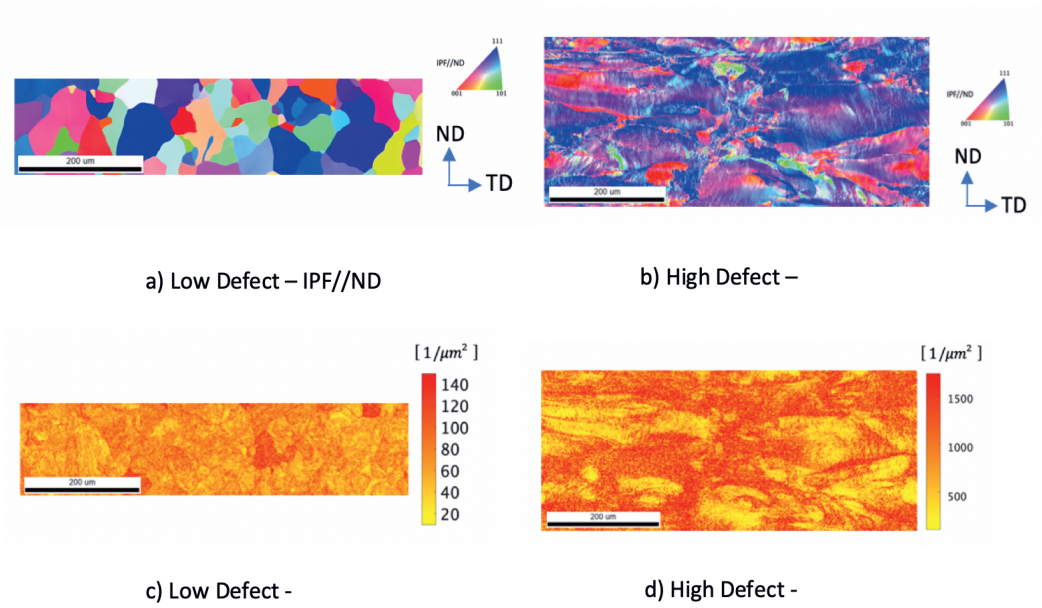 111
IPF//ND
001 101
ND
TD
200 um
111
IPF//ND
001 101
ND
TD
200 um
a) Low Defect – IPF//ND
b) High Defect –
[1/μm²]
140
120
100
80
60
40
20
200 um
[1/μm²]
1500
1000
500
200 um
c) Low Defect -
d) High Defect -